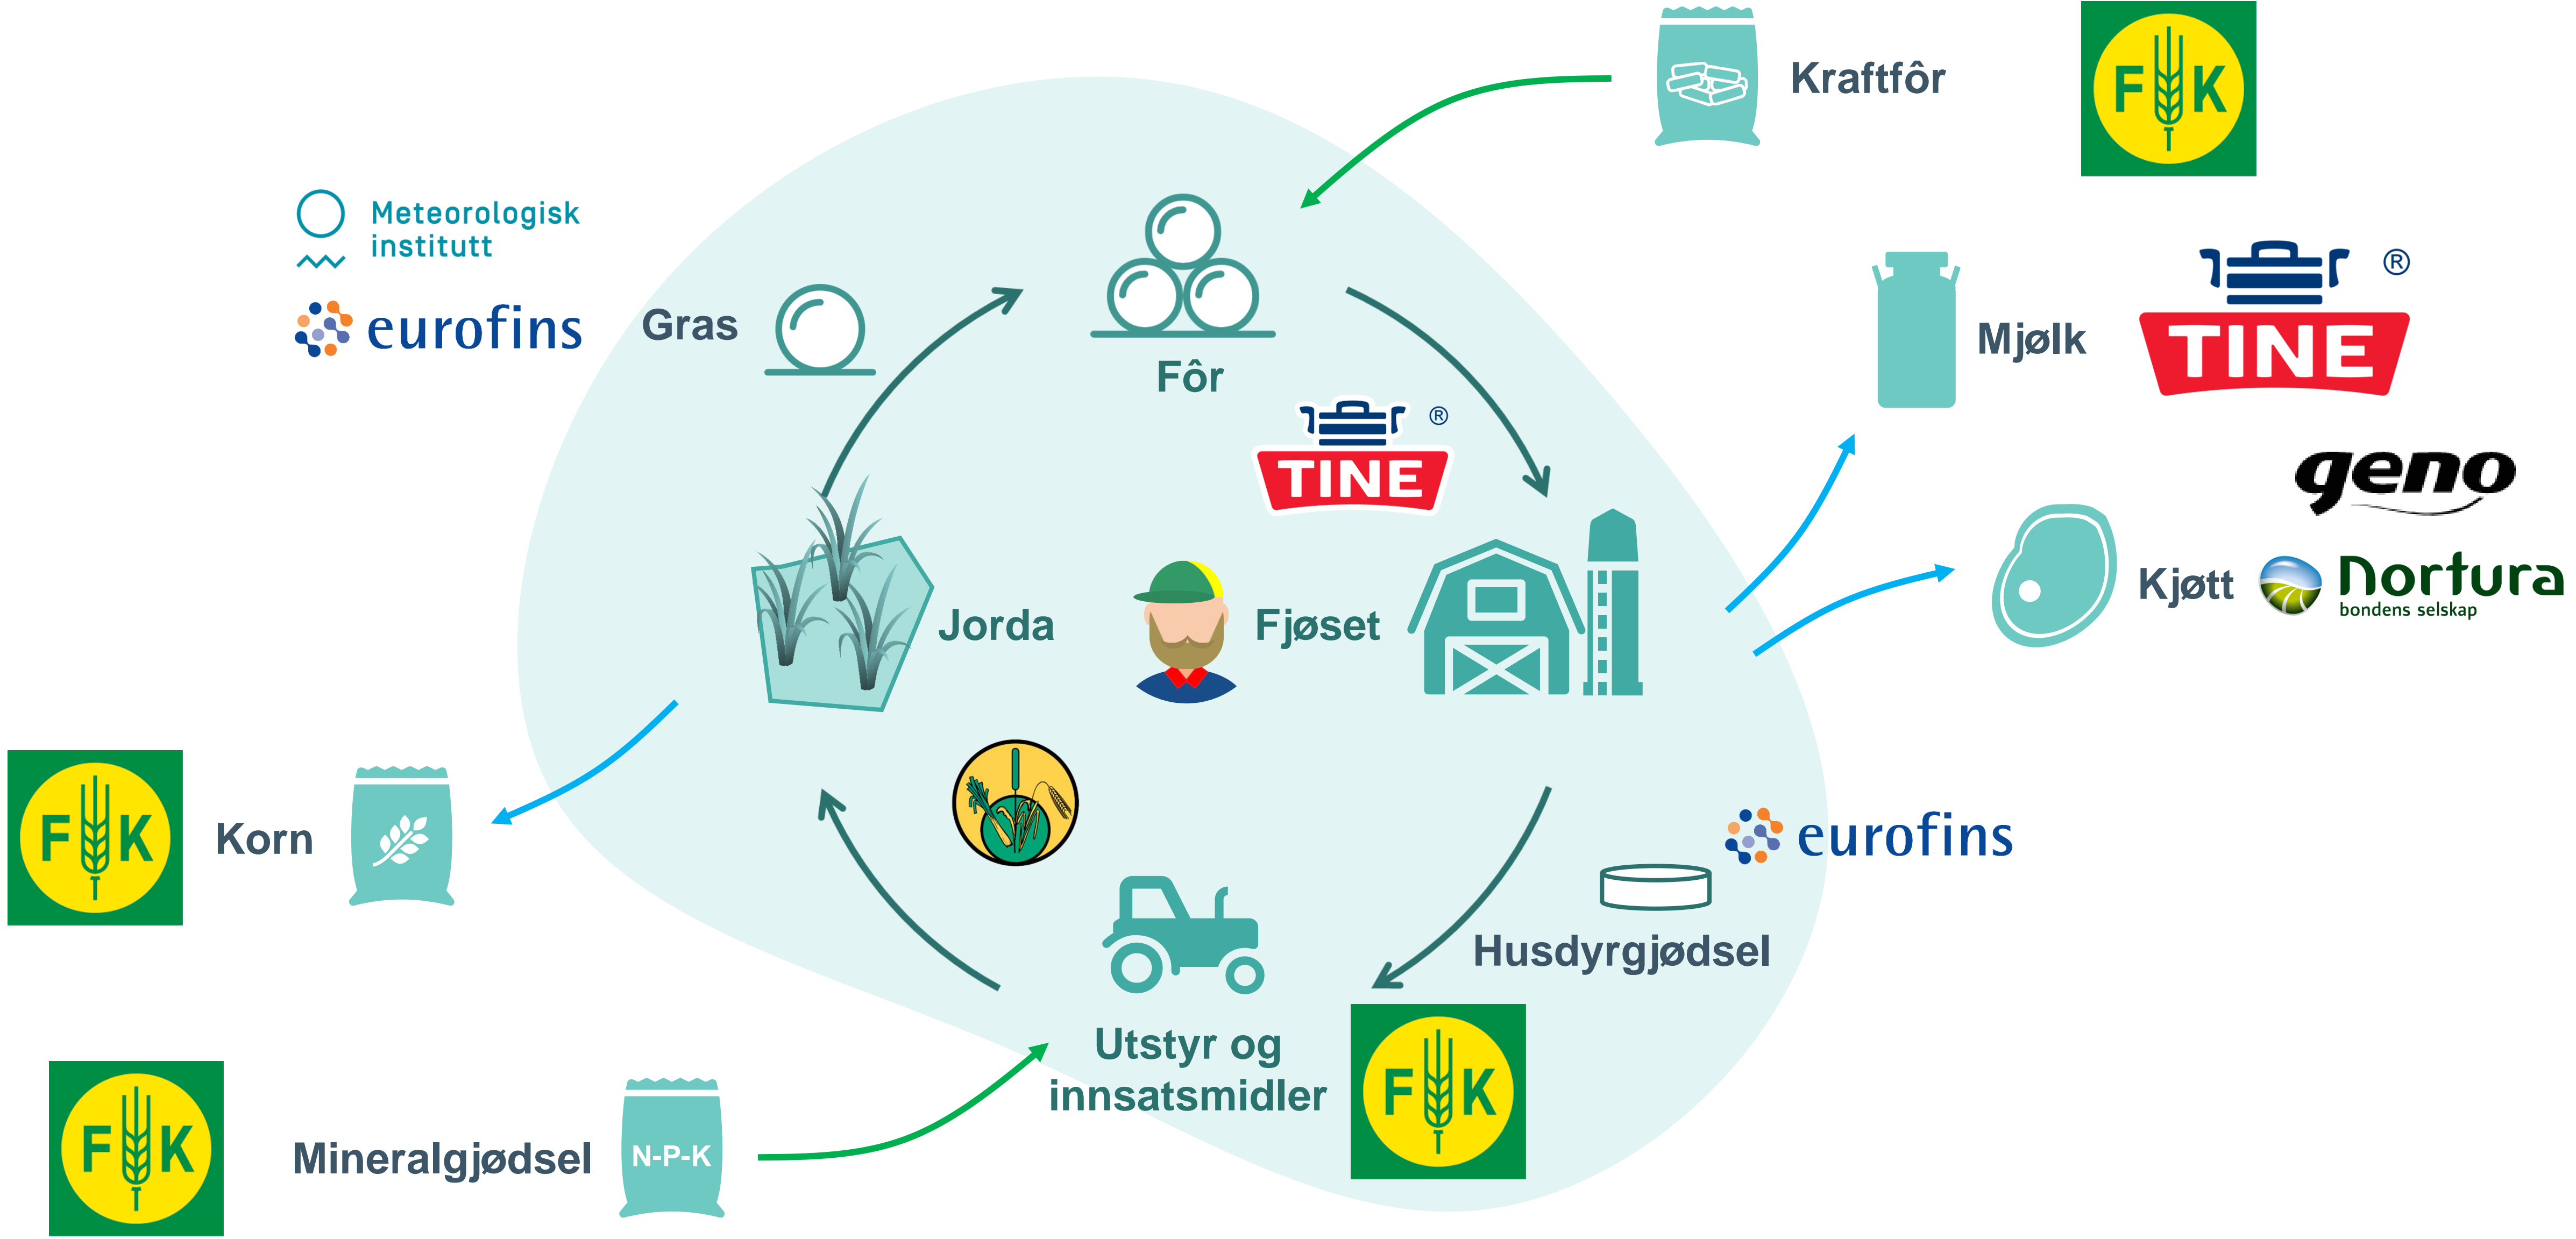 Kraftfôr
F K
Meteorologisk
institutt
eurofins
Gras
Fôr
Mjølk
®
TINE
®
TINE
geno
Kjøtt
Nortura
bondens selskap
Jorda
Fjøset
F K
Korn
eurofins
Husdyrgjødsel
Utstyr og
innsatsmidler
F K
F K
Mineralgjødsel
N-P-K